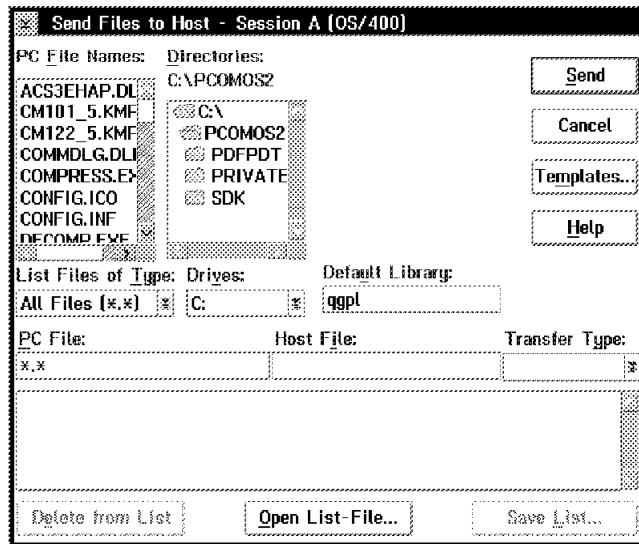 Send Files to Host - Session A (OS/400)
PC File Names:
Directories:
C:\PCOMOS2
ACS3EHAP.DL
CM101_5.KMF
CM122_5.KMF
COMMDLG.DLL
COMPRESS.EX
CONFIG.ICO
CONFIG.INF
DECOMP.EXE
C:\
PCOMOS2
PDFPDT
PRIVATE
SDK
Send
Cancel
Templates...
Help
List Files of Type:
Drives:
Default Library:
All Files (*.*)
C:
qgpl
PC File:
Host File:
Transfer Type:
*.*
Delete from List
Open List-File...
Save List...